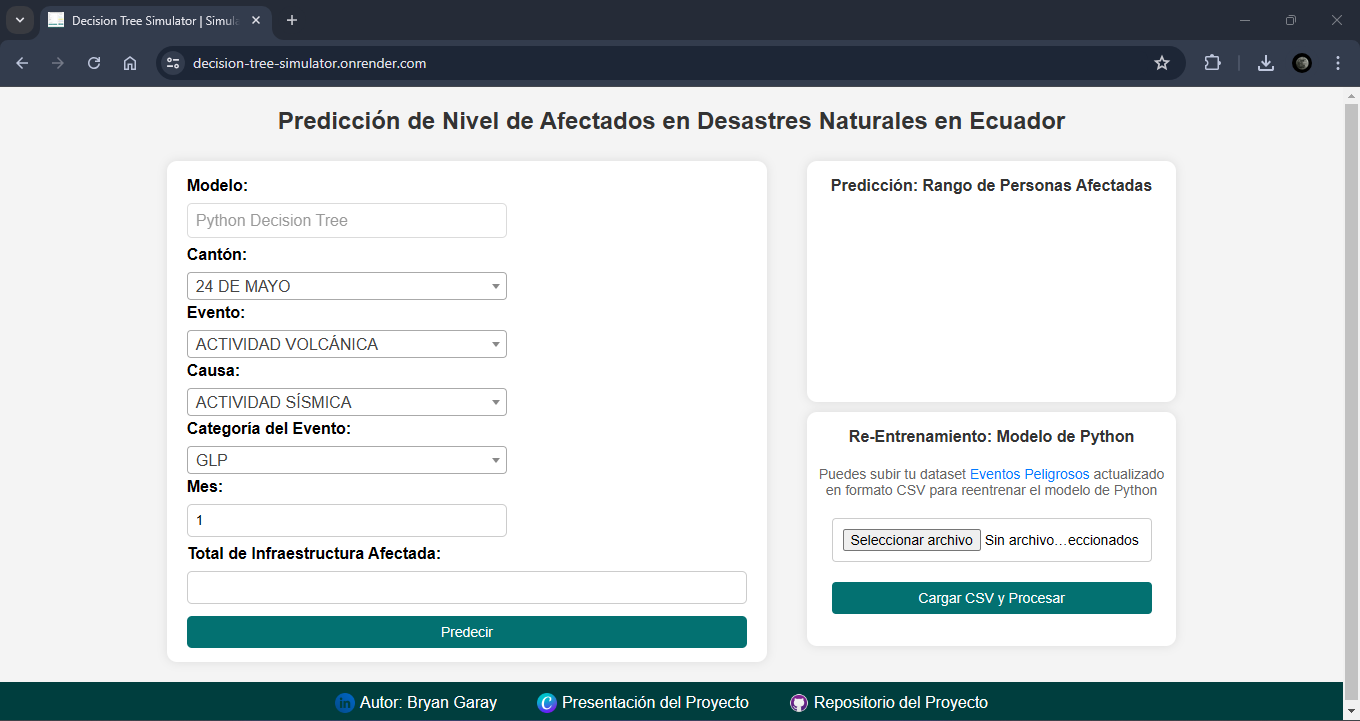 Decision Tree Simulator | Simul
decision-tree-simulator.onrender.com
Predicción de Nivel de Afectados en Desastres Naturales en Ecuador
Modelo:
Python Decision Tree
Cantón:
24 DE MAYO
Evento:
ACTIVIDAD VOLCÁNICA
Causa:
ACTIVIDAD SÍSMICA
Categoría del Evento:
GLP
Mes:
1
Total de Infraestructura Afectada:
Predecir
Predicción: Rango de Personas Afectadas
Re-Entrenamiento: Modelo de Python
Puedes subir tu dataset Eventos Peligrosos actualizado
en formato CSV para reentrenar el modelo de Python
Seleccionar archivo Sin archivo…eccionados
Cargar CSV y Procesar
in Autor: Bryan Garay
C Presentación del Proyecto
Repositorio del Proyecto